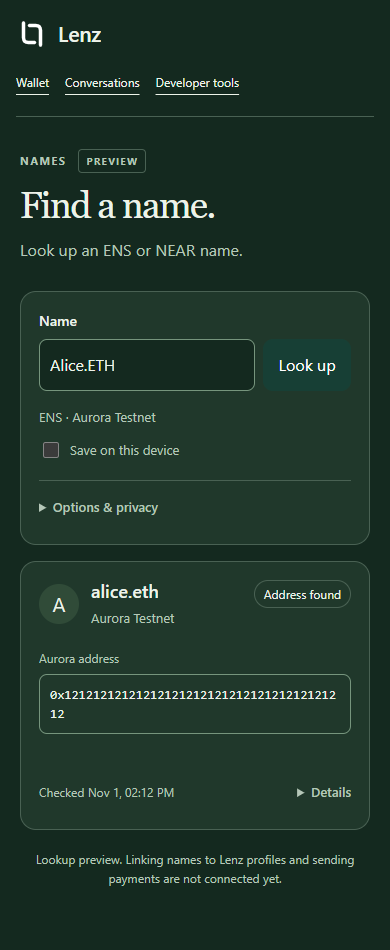 Lenz
Wallet Conversations Developer tools
NAMES PREVIEW
Find a name.
Look up an ENS or NEAR name.
Name
Alice.ETH Look up
ENS · Aurora Testnet
Save on this device
Options & privacy
A alice.eth Address found
Aurora Testnet
Aurora address
0x12121212121212121212121212121212121212
12
Checked Nov 1, 02:12 PM Details
Lookup preview. Linking names to Lenz profiles and sending
payments are not connected yet.